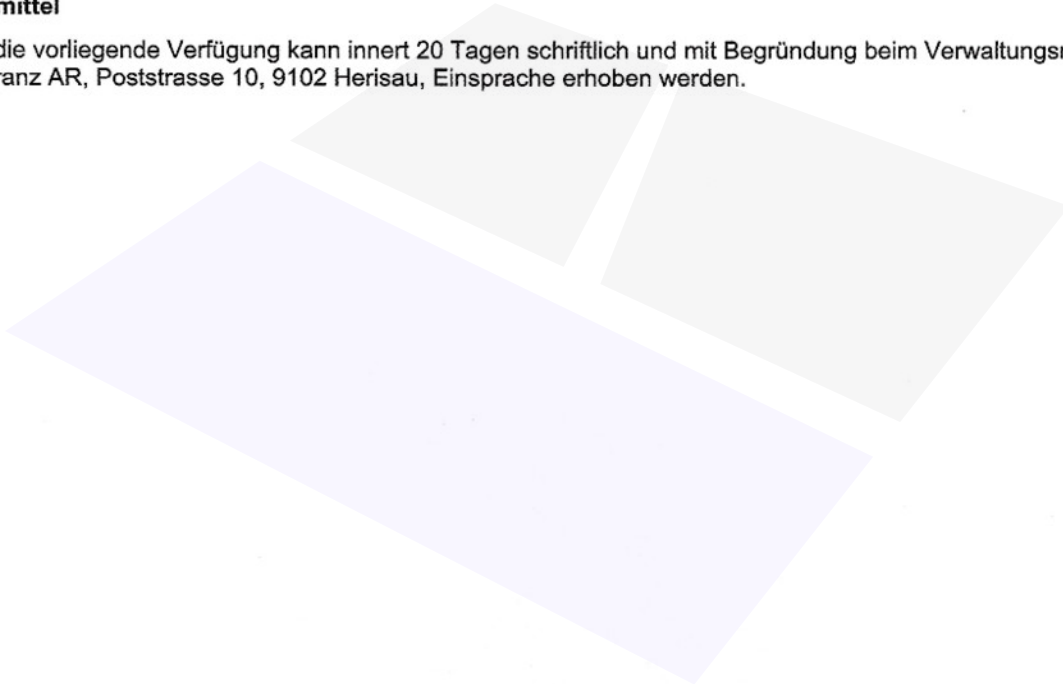 mittel
die vorliegende Verfügung kann innert 20 Tagen schriftlich und mit Begründung beim Verwaltungs
ranz AR, Poststrasse 10, 9102 Herisau, Einsprache erhoben werden.